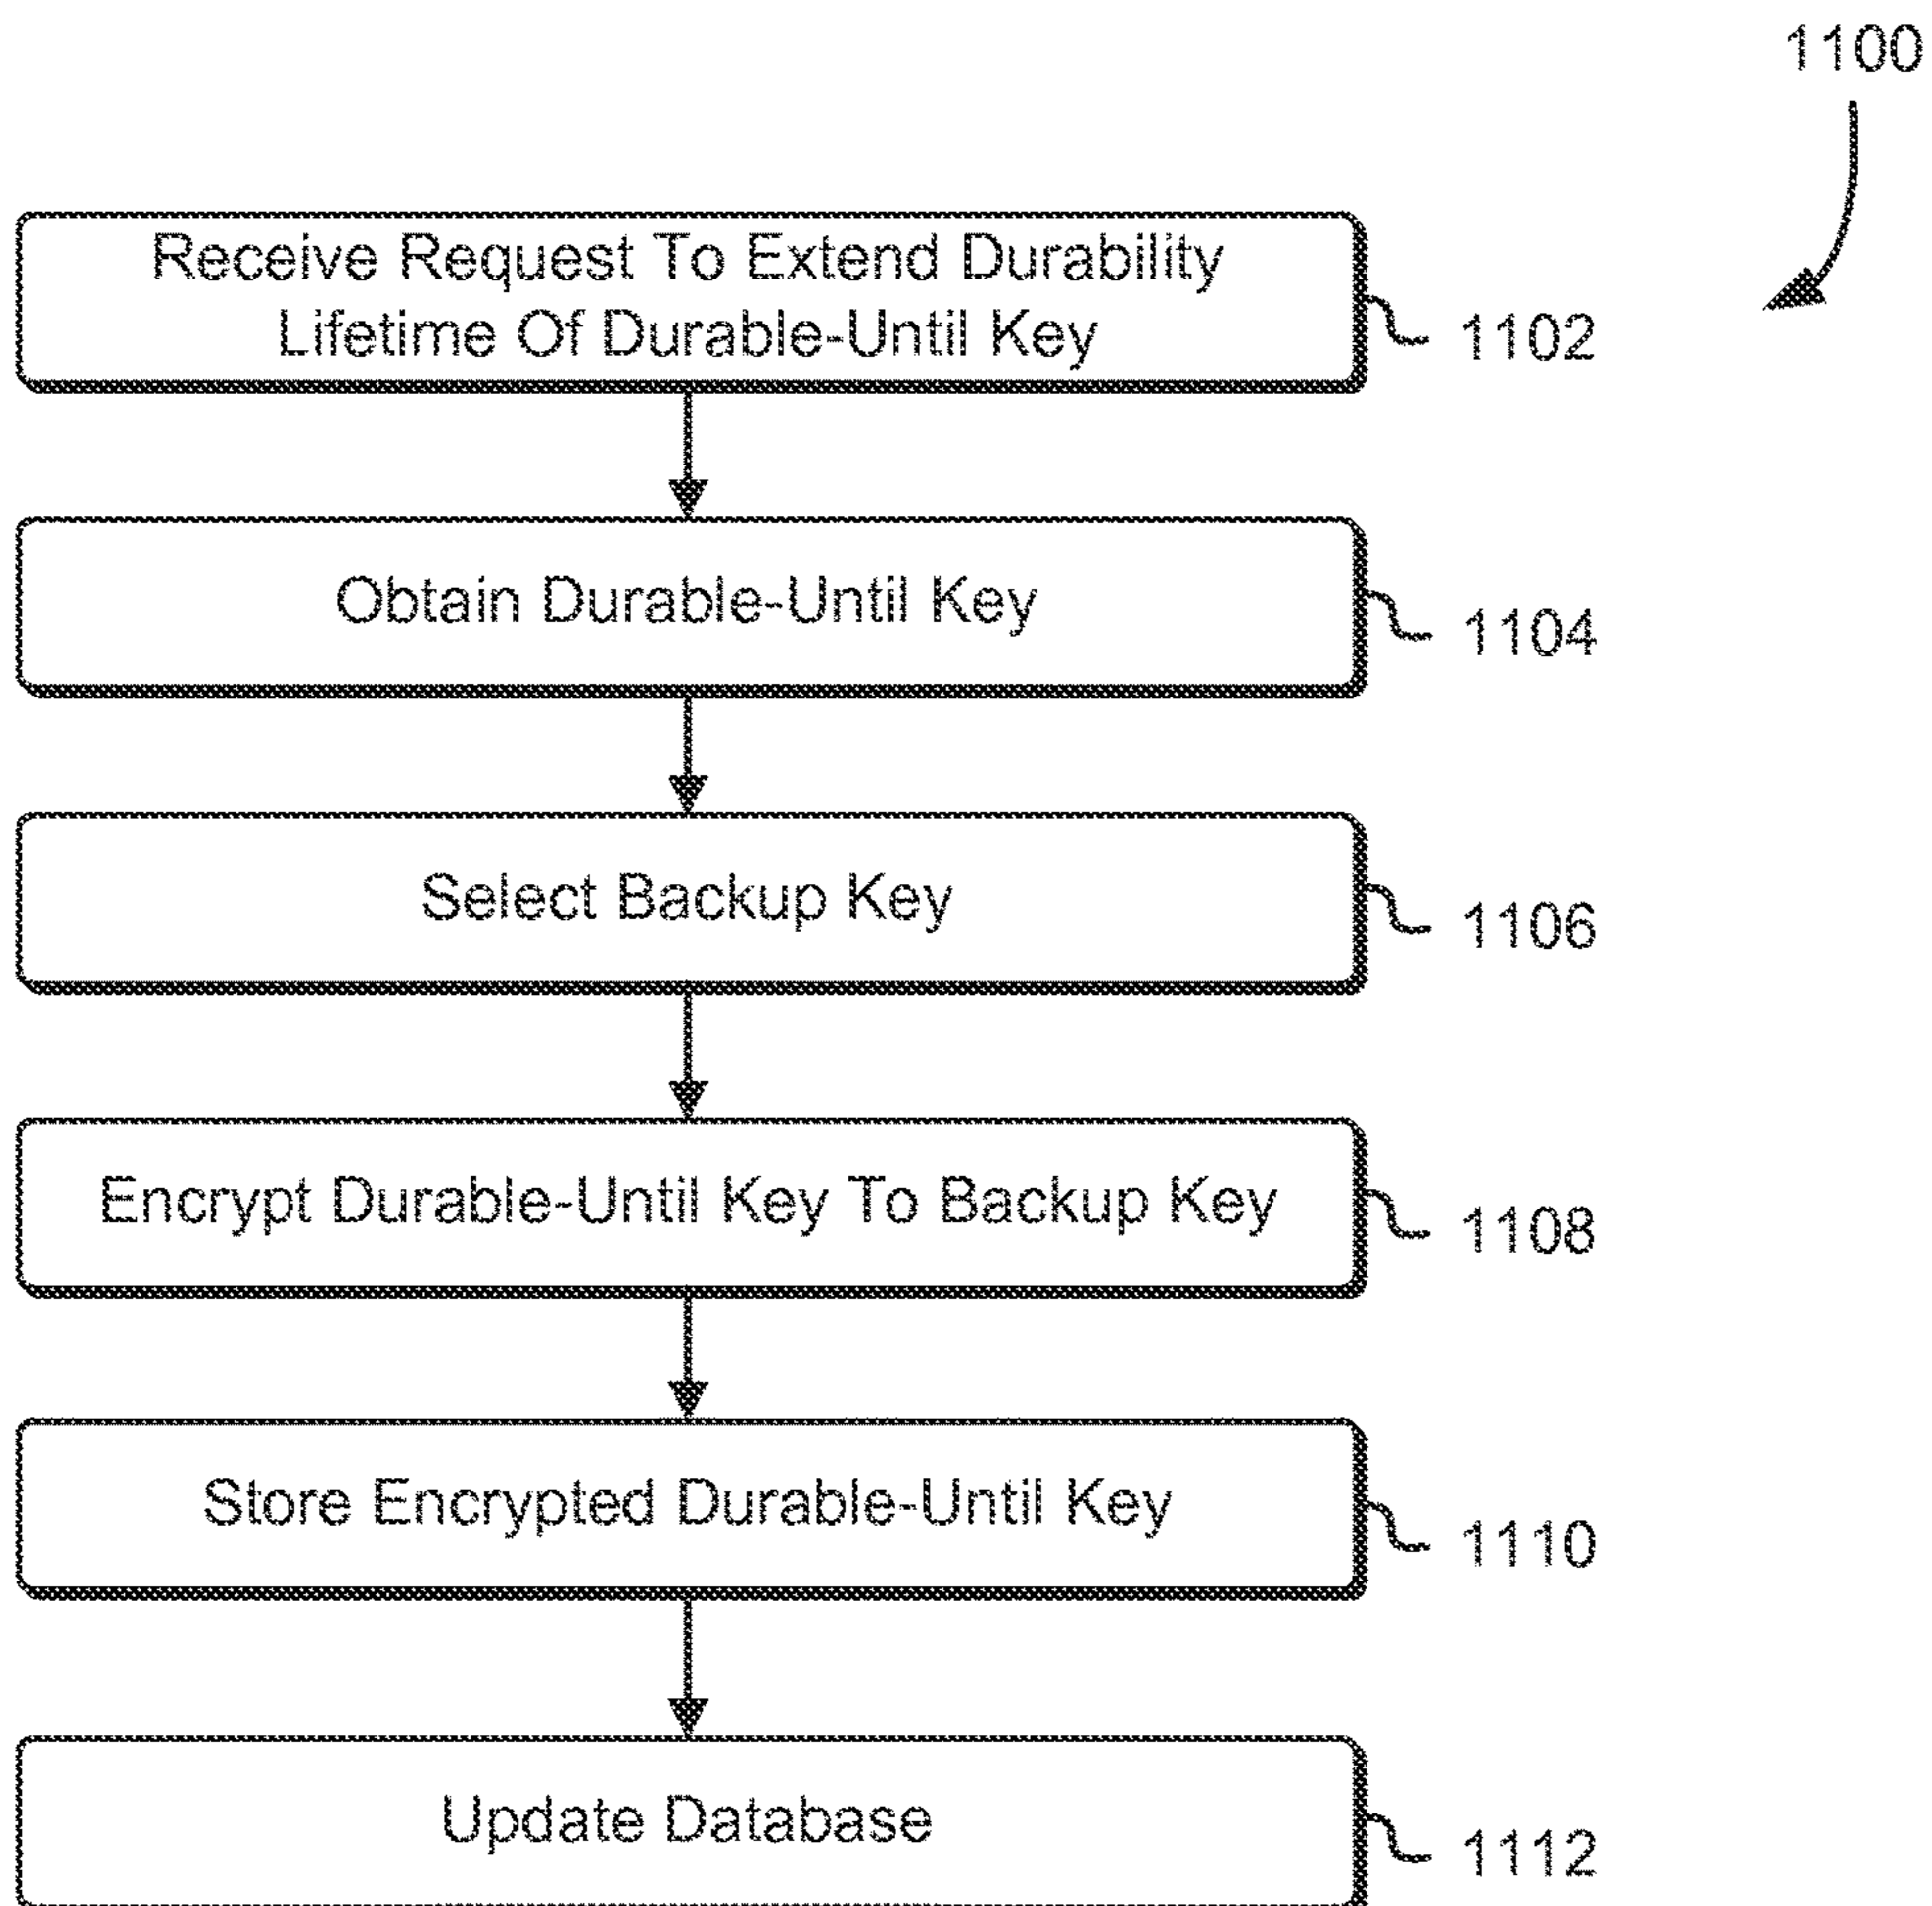 1100
Receive Request To Extend Durability
Lifetime Of Durable-Until Key
1102
Obtain Durable-Until Key
1104
Select Backup Key
1106
Encrypt Durable-Until Key To Backup Key
1108
Store Encrypted Durable-Until Key
1110
Update Database
1112